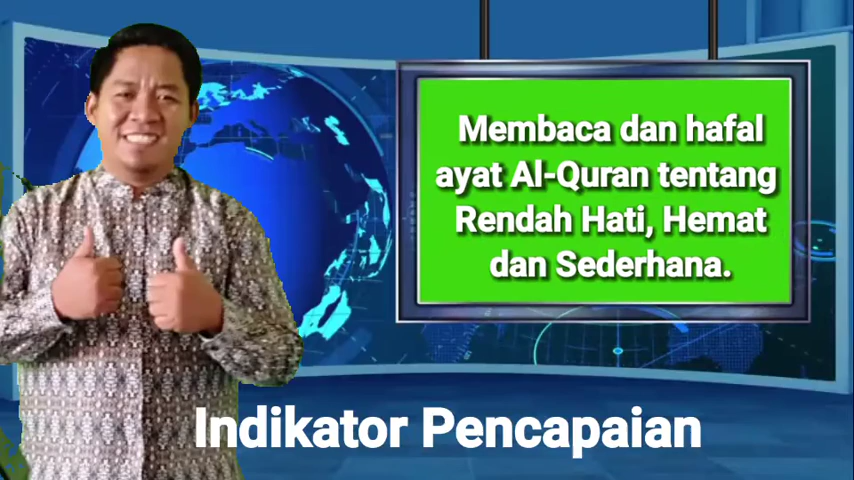 Membaca dan hafal
ayat Al-Quran tentang
Rendah Hati, Hemat
dan Sederhana.
Indikator Pencapaian